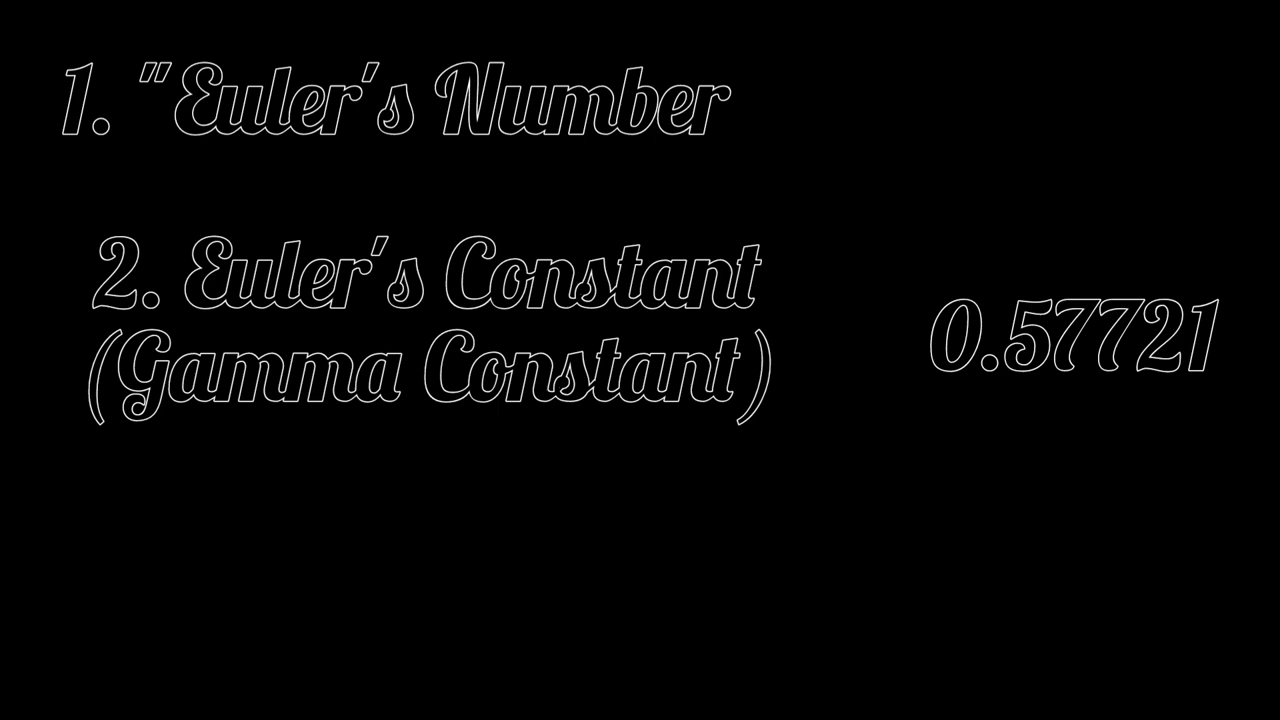 1. "Euler's Number
2. Euler's Constant
(Gamma Constant)
0.57721